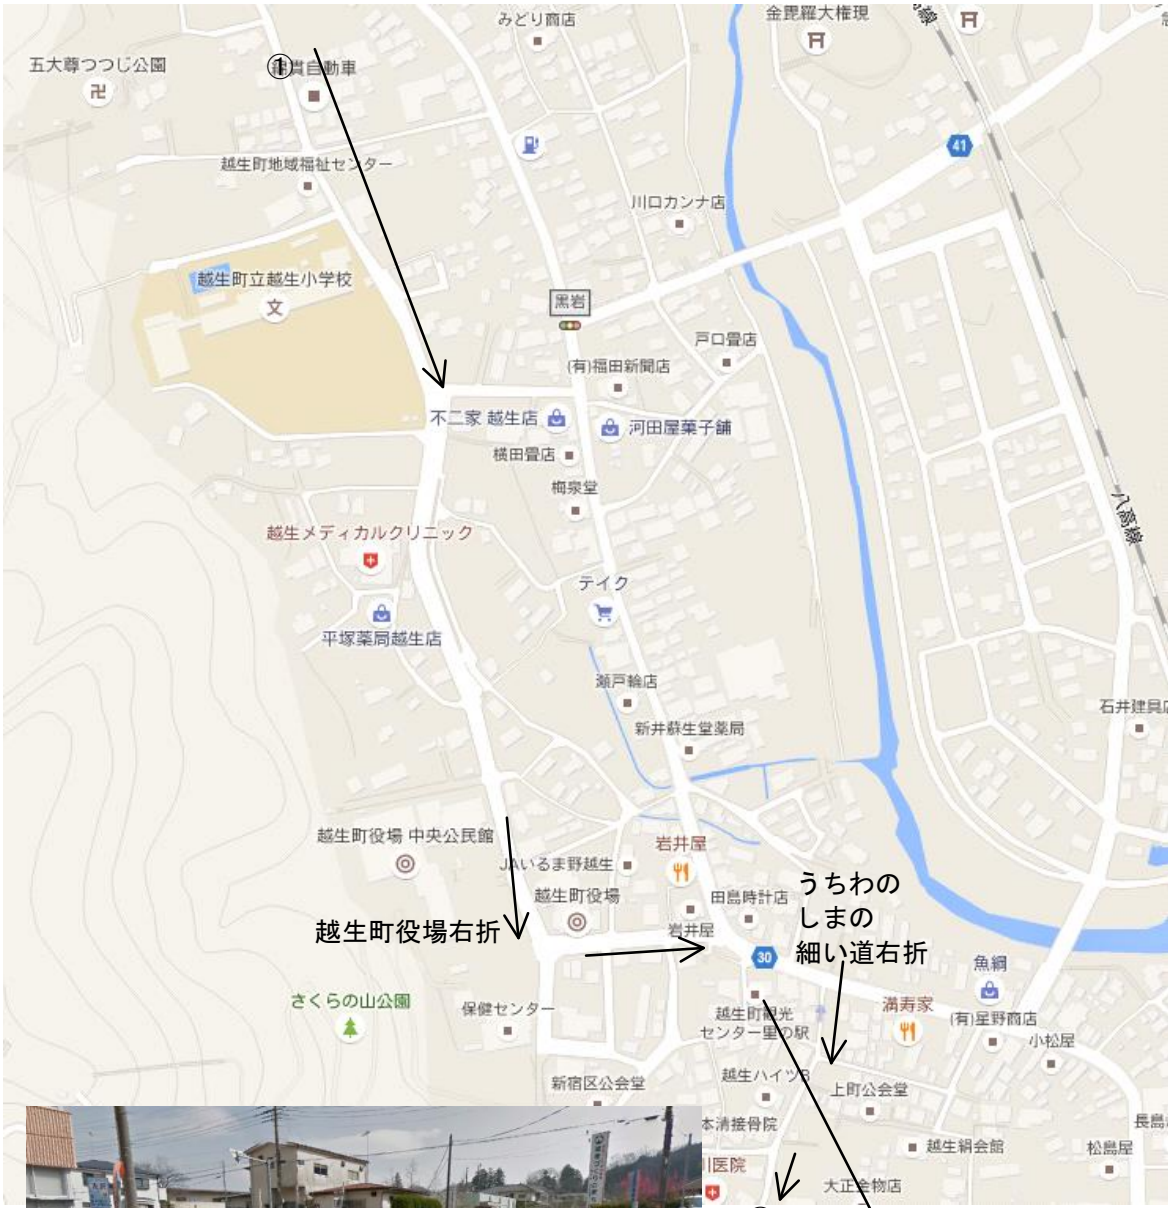 みどり商店
金毘羅大権現
五大尊つつじ公園
①
貫自動車
越生町地域福祉センター
41
川口カンナ店
越生町立越生小学校
文
黒岩
戸口畳店
(有)福田新聞店
不二家 越生店
河田屋菓子舗
横田畳店
梅泉堂
八高線
越生メディカルクリニック
テイク
平塚薬局越生店
瀬戸輪店
石井建具店
新井蘇生堂薬局
越生町役場 中央公民館
岩井屋
JAいるま野越生
うちわの
しまの
細い道右折
越生町役場
田島時計店
越生町役場右折
岩井屋
30
魚綱
さくらの山公園
保健センター
越生町観光
センター里の駅
満寿家
(有)星野商店
小松屋
新宿区公会堂
越生ハイツB
上町公会堂
本清接骨院
長島
越生絹会館
松島屋
川医院
大正金物店